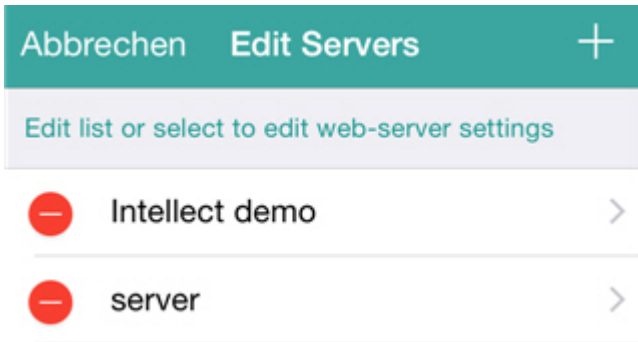 Abbrechen Edit Servers +
Edit list or select to edit web-server settings
Intellect demo
server